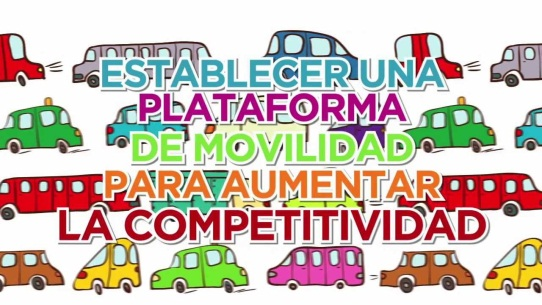 ESTABLECER UNA
PLATAFORMA
DE MOVILIDAD
PARA AUMENTAR
LA COMPETITIVIDAD